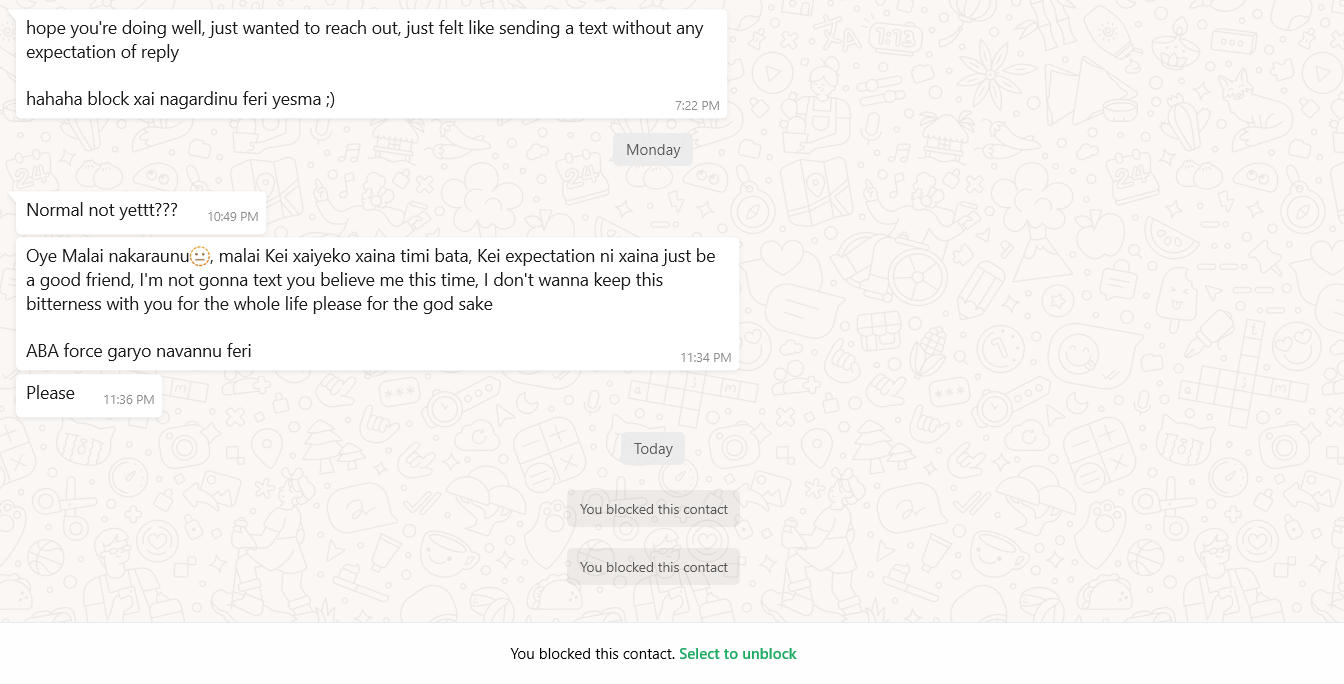 hope you're doing well, just wanted to reach out, just felt like sending a text without any
expectation of reply
hahaha block xai nagardinu feri yesma ;)
7:22 PM
Monday
Normal not yettt???
10:49 PM
Oye Malai nakaraunu🫥, malai Kei xaiyeko xaina timi bata, Kei expectation ni xaina just be
a good friend, I'm not gonna text you believe me this time, I don't wanna keep this
bitterness with you for the whole life please for the god sake
ABA force garyo navannu feri
11:34 PM
Please
11:36 PM
Today
You blocked this contact
You blocked this contact
You blocked this contact. Select to unblock